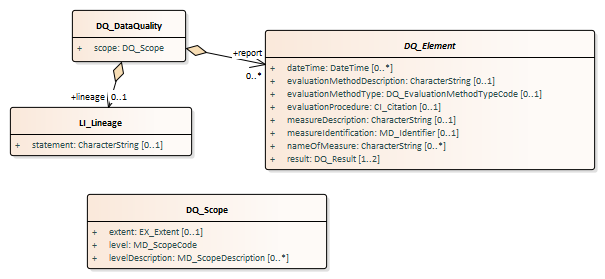 DQ_DataQuality
+ scope: DQ_Scope
+report
0..*
DQ_Element
+ dateTime: DateTime [0..*]
+ evaluationMethodDescription: CharacterString [0..1]
+ evaluationMethodType: DQ_EvaluationMethodTypeCode [0..1]
+ evaluationProcedure: CI_Citation [0..1]
+ measureDescription: CharacterString [0..1]
+ measureIdentification: MD_Identifier [0..1]
+ nameOfMeasure: CharacterString [0..*]
+ result: DQ_Result [1..2]
+lineage 0..1
LI_Lineage
+ statement: CharacterString [0..1]
DQ_Scope
+ extent: EX_Extent [0..1]
+ level: MD_ScopeCode
+ levelDescription: MD_ScopeDescription [0..*]